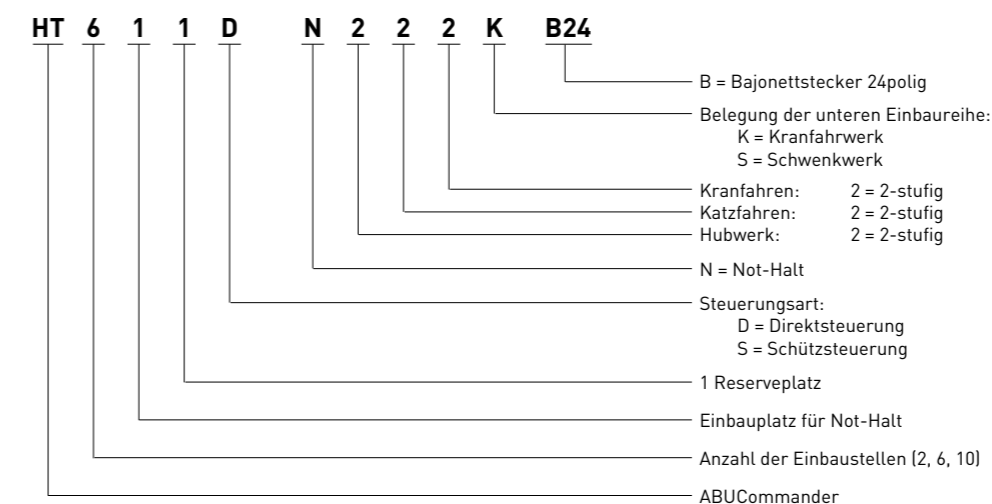 HT 6 1 1 D N 2 2 2 K B24
B = Bajonettstecker 24polig
Belegung der unteren Einbaureihe:
K = Kranfahrwerk
S = Schwenkwerk
Kranfahren: 2 = 2-stufig
Katzfahren: 2 = 2-stufig
Hubwerk: 2 = 2-stufig
N = Not-Halt
Steuerungsart:
D = Direktsteuerung
S = Schützsteuerung
1 Reserveplatz
Einbauplatz für Not-Halt
Anzahl der Einbaustellen (2, 6, 10)
ABUCommander